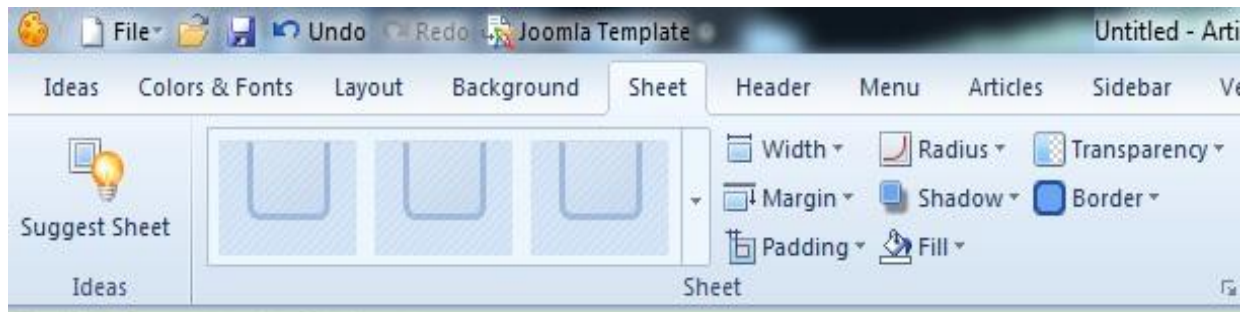 File Undo Redo Joomla Template Untitled - Arti
Ideas Colors & Fonts Layout Background Sheet Header Menu Articles Sidebar Ve
Width Radius Transparency
Suggest Sheet Margin Shadow Border
Padding Fill
Ideas Sheet